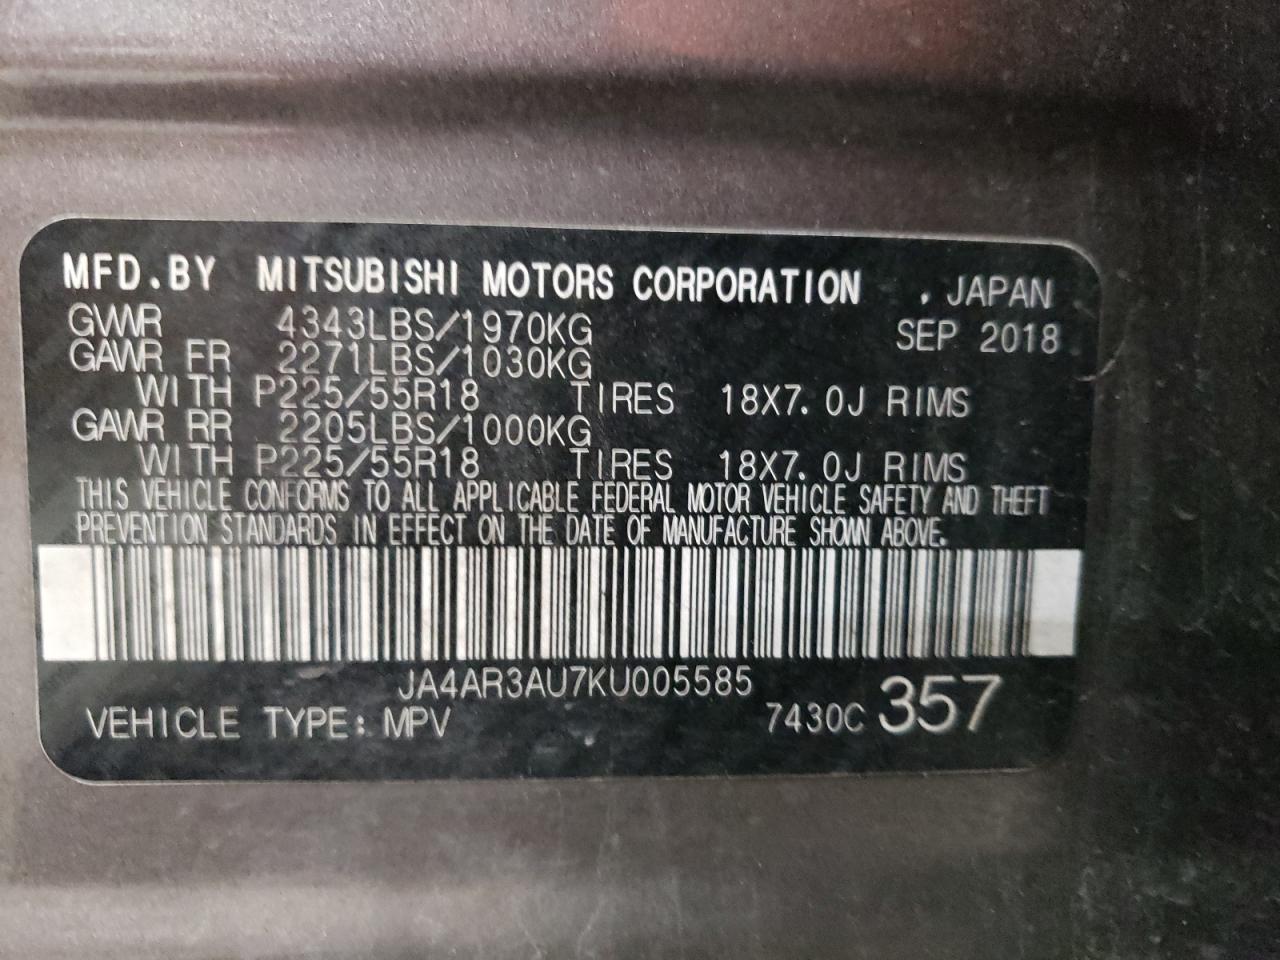 MFD.BY MITSUBISHI MOTORS CORPORATION , JAPAN
GVWR 4343LBS/1970KG SEP 2018
GAWR FR 2271LBS/1030KG
WITH P225/55R18 TIRES 18X7.0J RIMS
GAWR RR 2205LBS/1000KG
WITH P225/55R18 TIRES 18X7.0J RIMS
THIS VEHICLE CONFORMS TO ALL APPLICABLE FEDERAL MOTOR VEHICLE SAFETY AND THEFT
PREVENTION STANDARDS IN EFFECT ON THE DATE OF MANUFACTURE SHOWN ABOVE.
JA4AR3AU7KU005585
VEHICLE TYPE: MPV 7430C 357